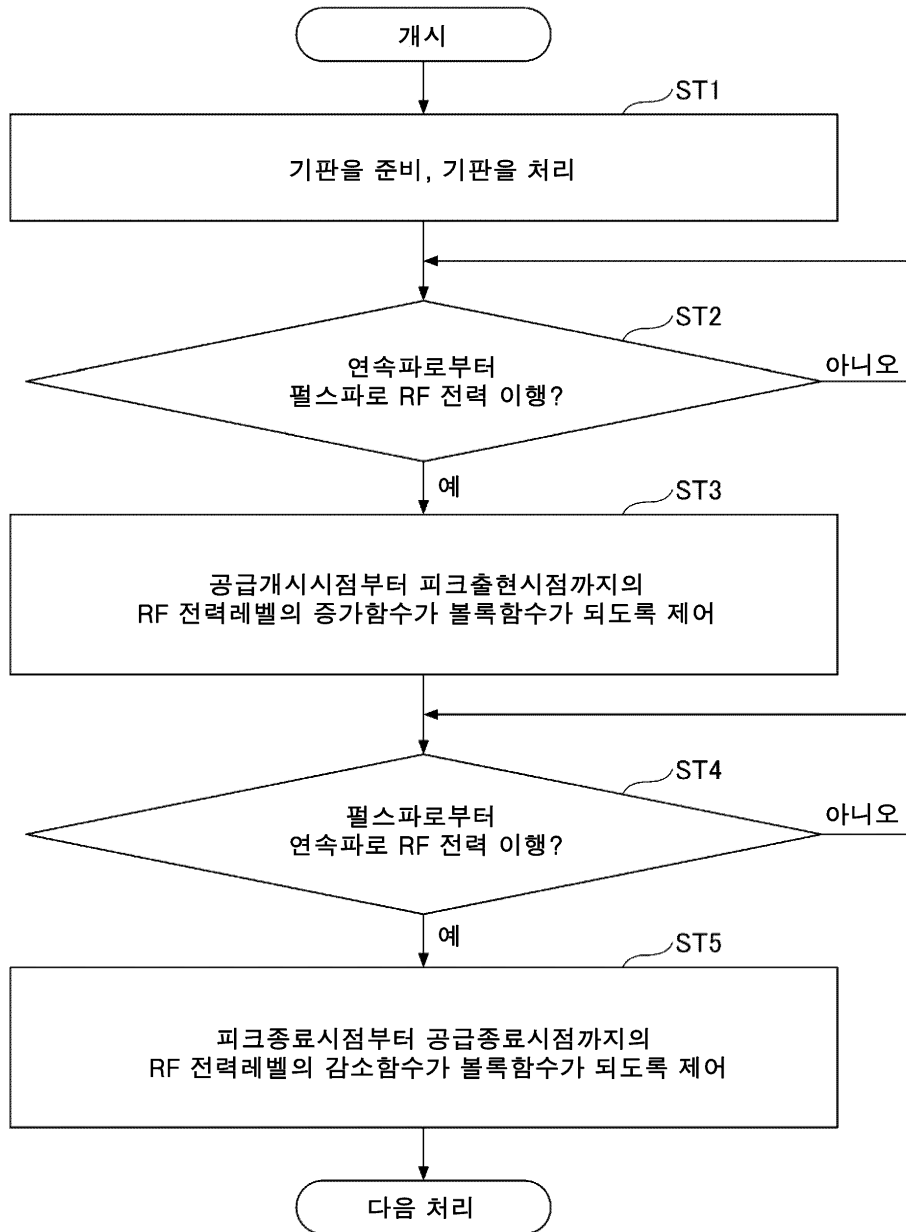 개시
ST1
기판을 준비, 기판을 처리
ST2
연속파로부터
펄스파로 RF 전력 이행?
아니오
예
ST3
공급개시시점부터 피크출현시점까지의
RF 전력레벨의 증가함수가 볼록함수가 되도록 제어
ST4
펄스파로부터
연속파로 RF 전력 이행?
아니오
예
ST5
피크종료시점부터 공급종료시점까지의
RF 전력레벨의 감소함수가 볼록함수가 되도록 제어
다음 처리